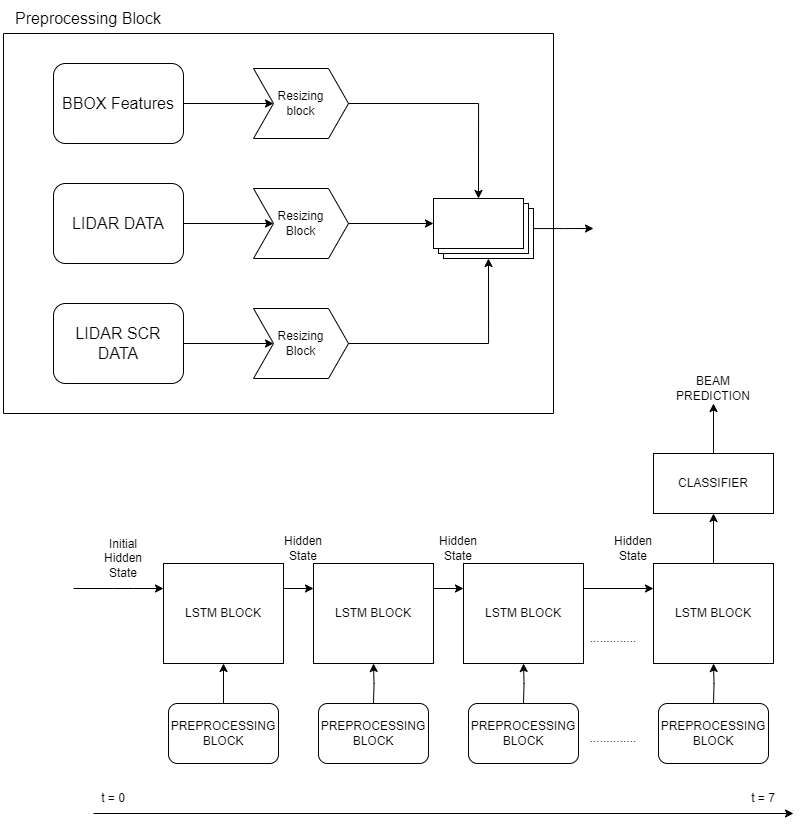 Preprocessing Block
BBOX Features
Resizing
block
LIDAR DATA
Resizing
Block
LIDAR SCR
DATA
Resizing
Block
BEAM
PREDICTION
CLASSIFIER
Initial
Hidden
State
Hidden
State
Hidden
State
Hidden
State
LSTM BLOCK
LSTM BLOCK
LSTM BLOCK
..............
LSTM BLOCK
PREPROCESSING
BLOCK
PREPROCESSING
BLOCK
PREPROCESSING
BLOCK
..............
PREPROCESSING
BLOCK
t = 0
t = 7